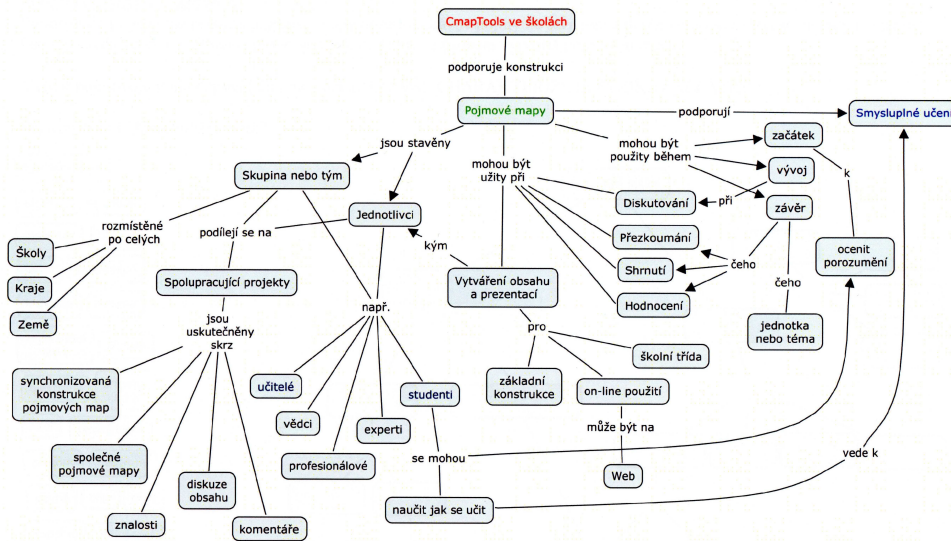 CmapTools ve školách
podporuje konstrukci
Pojmové mapy
podporují
Smysluplné učení
jsou stavěny
mohou být
užity při
mohou být
použity během
začátek
k
vývoj
při
závěr
Skupina nebo tým
Jednotlivci
Diskutování
Přezkoumání
Shrnutí
Hodnocení
čeho
čeho
ocenit
porozumění
jednotka
nebo téma
rozmístěné
po celých
Školy
Kraje
Země
podílejí se na
kým
Spolupracující projekty
Vytváření obsahu
a prezentací
jsou
uskutečněny
skrz
např.
pro
školní třída
základní
konstrukce
on-line použití
může být na
Web
synchronizovaná
konstrukce
pojmových map
společné
pojmové mapy
znalosti
diskuze
obsahu
komentáře
učitelé
vědci
profesionálové
experti
studenti
se mohou
naučit jak se učit
vede k